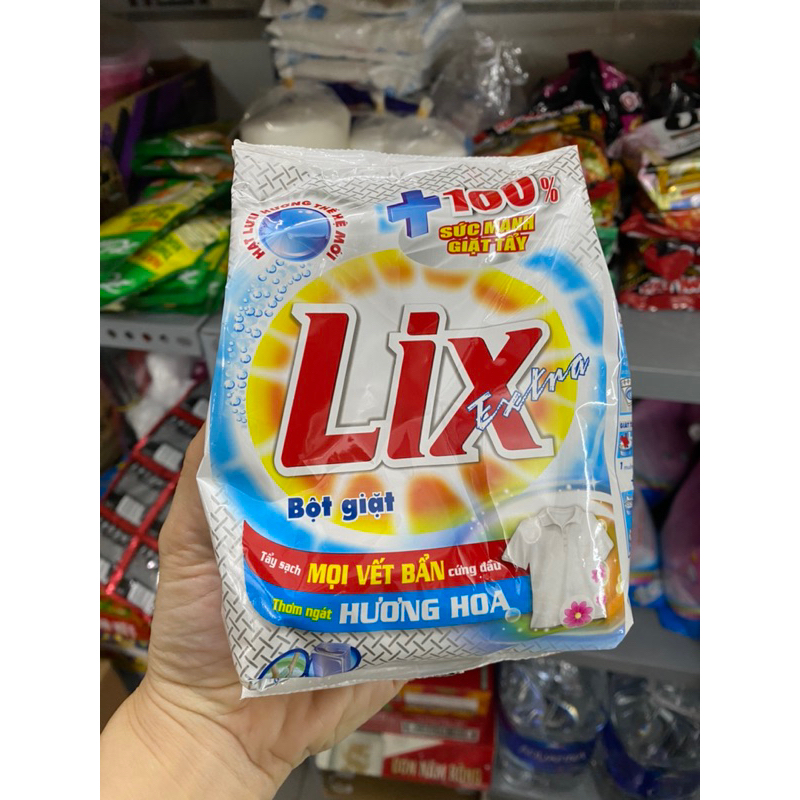 HẠT LƯU HƯƠNG THẾ HỆ MỚI
+100%
SỨC MẠNH
GIẶT TẨY
Lix
Extra
Bột giặt
Tẩy sạch MỌI VẾT BẨN cứng đầu
Thơm ngát HƯƠNG HOA